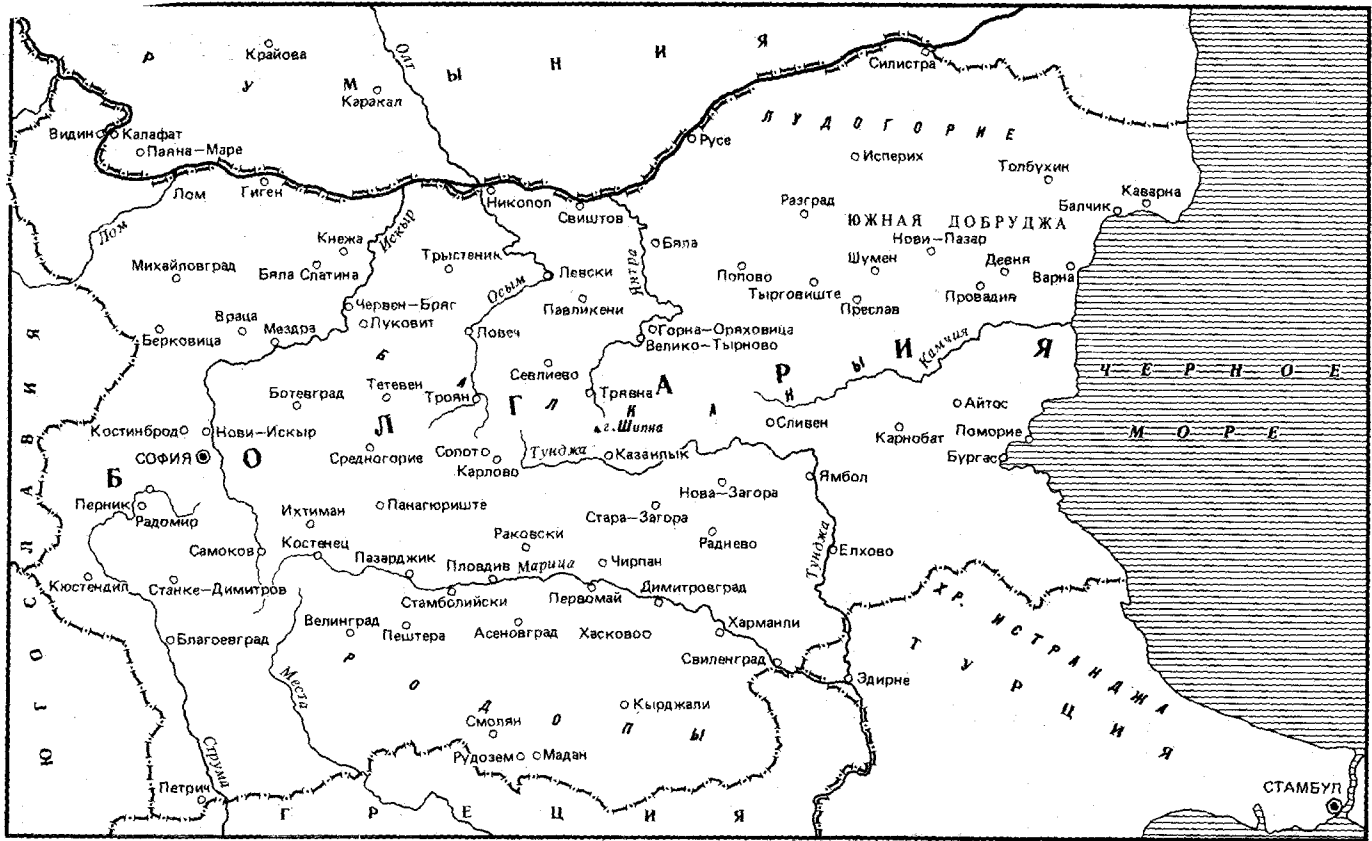 РУМЫНИЯ
Крайова
Олт
Каракал
Силистра
Видин
Калафат
Паяна-Маре
Русе
ЛУДОГОРИЕ
Исперих
Толбухин
Лом
Гиген
Никопол
Свиштов
Разград
Балчик
Каварна
ЮЖНАЯ ДОБРУДЖА
Лом
Искыр
Кнежа
Бяла Слатина
Трыстеник
Янтра
Бяла
Нови-Пазар
Михайловград
Осым
Левски
Попово
Шумен
Девня
Варна
Павликени
Тырговиште
Преслав
Провадия
Червен-Бряг
Луковит
Враца
Мездра
Берковица
Ловеч
Горна-Оряховица
Велико-Тырново
Камчия
БОЛГАРИЯ
БАЛКАНЫ
ЧЕРНОЕ
МОРЕ
Ботевград
Тетевен
Троян
Севлиево
Трявна
г. Шипка
Айтос
Костинброд
Нови-Искыр
Сливен
Карнобат
Поморие
СОФИЯ
Средногорие
Сопот
Карлово
Тунджа
Казанлык
Бургас
Ямбол
Нова-Загора
Перник
Радомир
Панагюриште
Ихтиман
Стара-Загора
Раковски
Раднево
Самоков
Костенец
Пазарджик
Пловдив
Марица
Чирпан
Тунджа
Елхово
Кюстендил
Станке-Димитров
Стамболийски
Первомай
Димитровград
Велинград
Пештера
Асеновград
Хасково
Харманли
Благоевград
Свиленград
Эдирне
ХР. ИСТРАНДЖА
ТУРЦИЯ
РОДОПЫ
Места
Кырджали
Смолян
Рудозем
Мадан
Струма
Петрич
ЮГОСЛАВИЯ
ГРЕЦИЯ
СТАМБУЛ